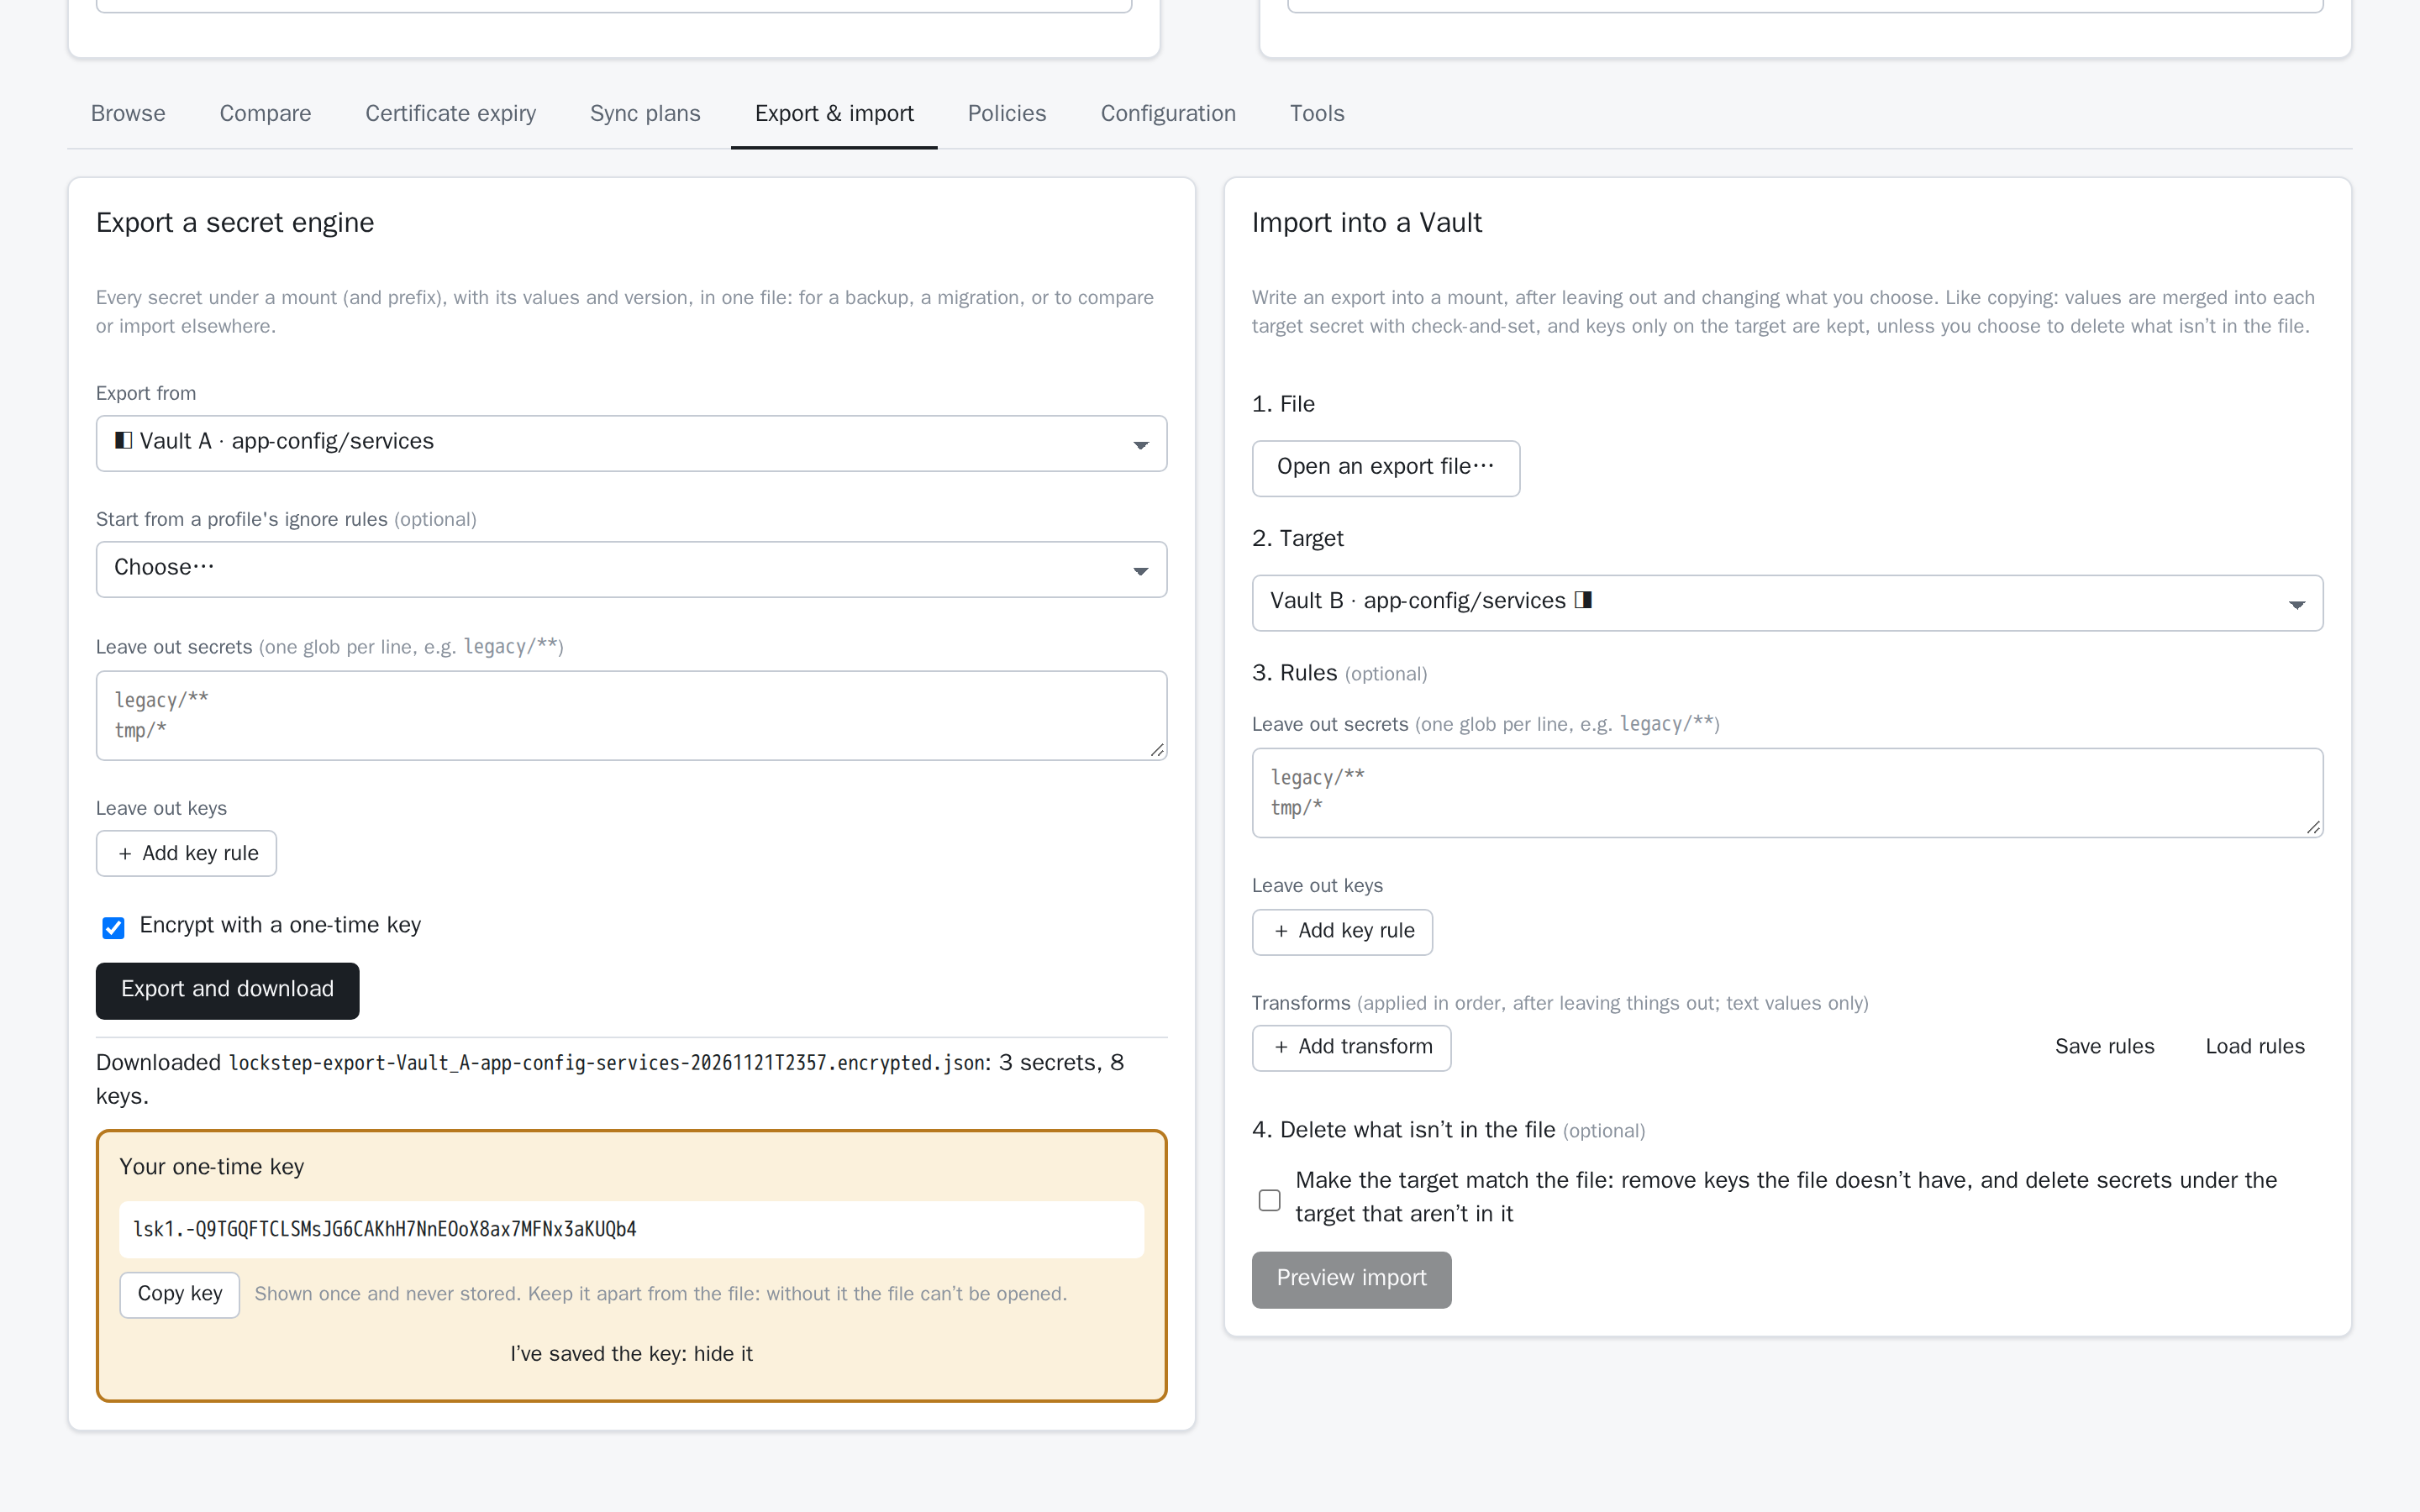 Browse
Compare
Certificate expiry
Sync plans
Export & import
Policies
Configuration
Tools
Export a secret engine
Every secret under a mount (and prefix), with its values and version, in one file: for a backup, a migration, or to compare
or import elsewhere.
Export from
Vault A · app-config/services
Start from a profile's ignore rules (optional)
Choose…
Leave out secrets (one glob per line, e.g. legacy/**)
legacy/**
tmp/*
Leave out keys
+ Add key rule
Encrypt with a one-time key
Export and download
Downloaded lockstep-export-Vault_A-app-config-services-20261121T2357.encrypted.json: 3 secrets, 8
keys.
Your one-time key
lsk1.-Q9TGQFTCLSMsJG6CAKhH7NnEOoX8ax7MFNx3aKUQb4
Copy key
Shown once and never stored. Keep it apart from the file: without it the file can’t be opened.
I’ve saved the key: hide it
Import into a Vault
Write an export into a mount, after leaving out and changing what you choose. Like copying: values are merged into each
target secret with check-and-set, and keys only on the target are kept, unless you choose to delete what isn’t in the file.
1. File
Open an export file…
2. Target
Vault B · app-config/services
3. Rules (optional)
Leave out secrets (one glob per line, e.g. legacy/**)
legacy/**
tmp/*
Leave out keys
+ Add key rule
Transforms (applied in order, after leaving things out; text values only)
+ Add transform
Save rules
Load rules
4. Delete what isn’t in the file (optional)
Make the target match the file: remove keys the file doesn’t have, and delete secrets under the
target that aren’t in it
Preview import